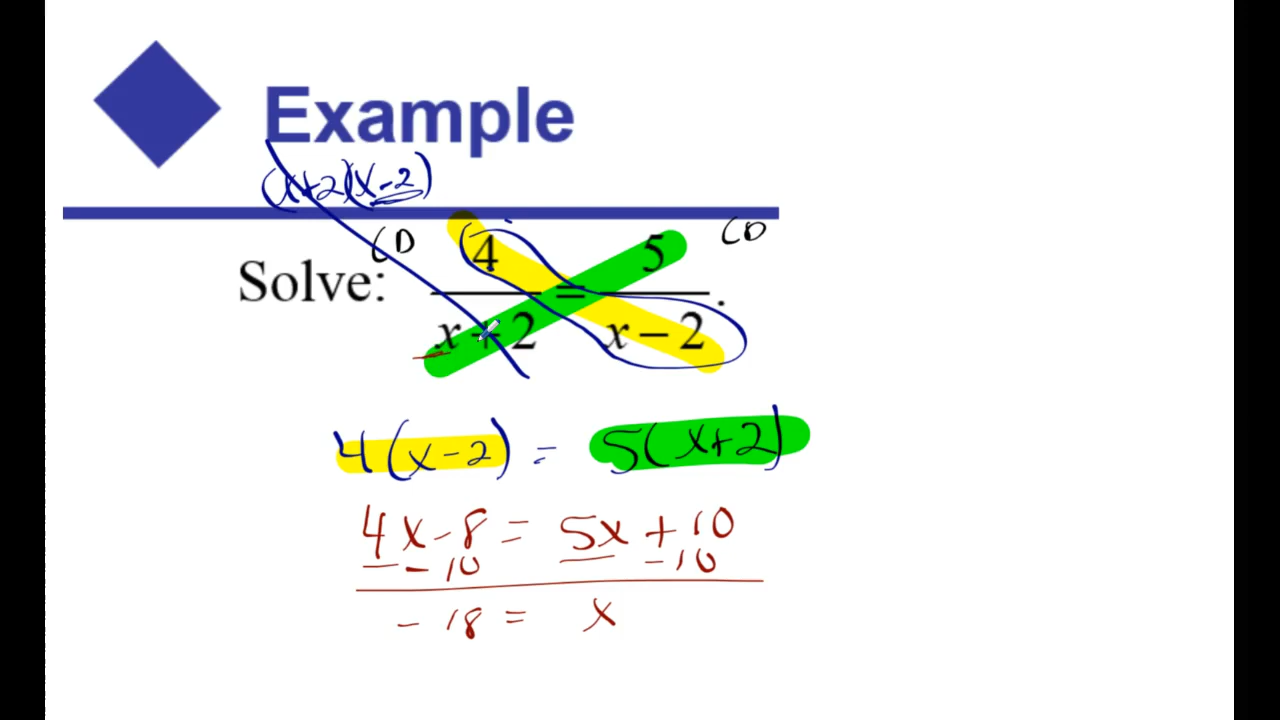 Example
(x+2)(x-2)
CD CD
Solve: 4/(x + 2) = 5/(x - 2).
4(x-2) = 5(x+2)
4x-8 = 5x+10
-10 -10
-18 = x